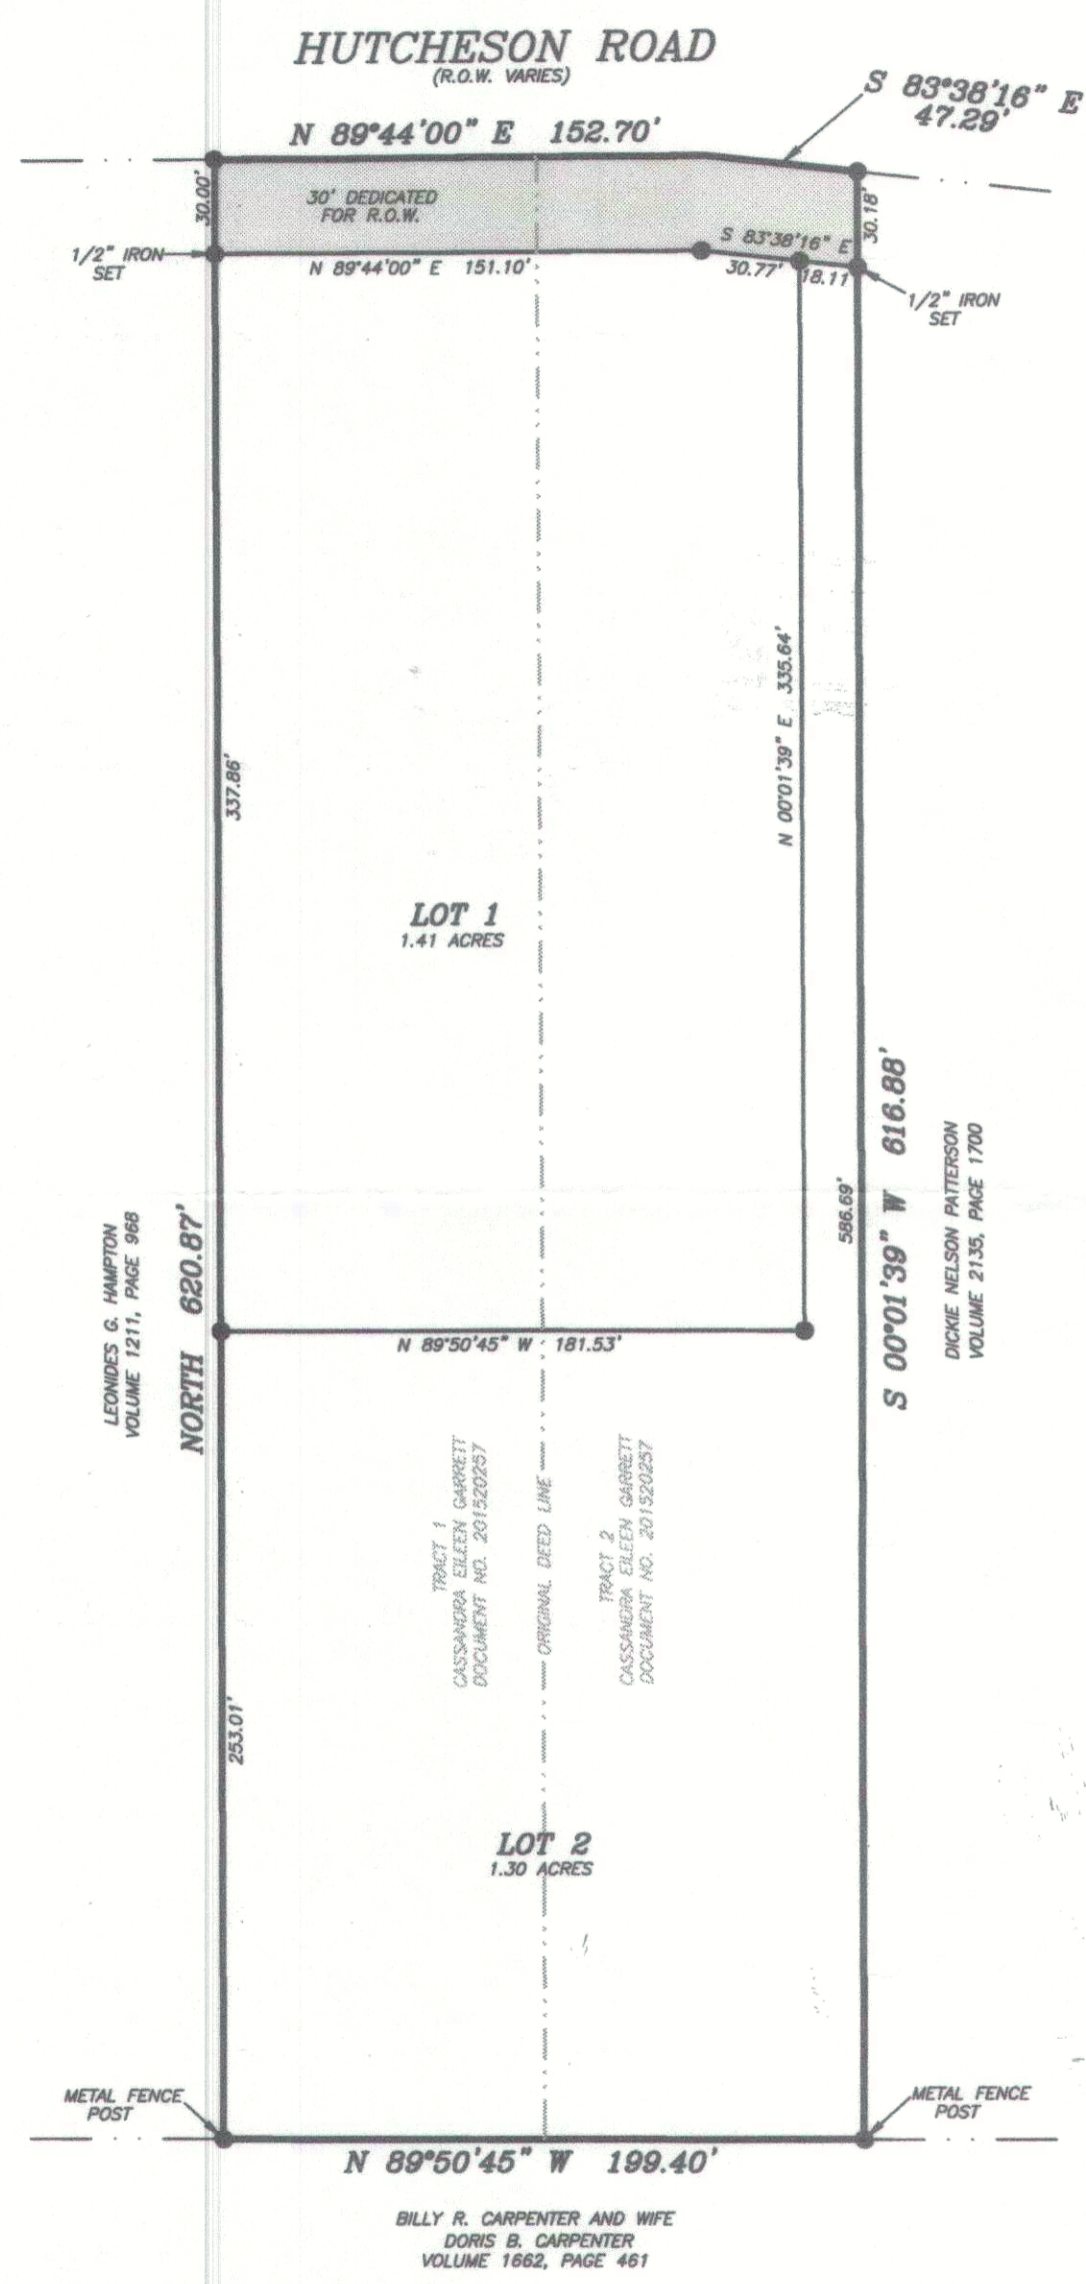 HUTCHESON ROAD
(R.O.W. VARIES)
S 83°38'16" E
47.29'
N 89°44'00" E 152.70'
30.00'
30' DEDICATED
FOR R.O.W.
30.18'
S 83°38'16" E
1/2" IRON
SET
N 89°44'00" E 151.10'
30.77'
18.11
1/2" IRON
SET
N 00°01'39" E 335.64'
337.86'
LOT 1
1.41 ACRES
S 00°01'39" W 616.88'
586.69'
DICKIE NELSON PATTERSON
VOLUME 2135, PAGE 1700
LEONIDES G. HAMPTON
VOLUME 1211, PAGE 968
NORTH 620.87'
N 89°50'45" W 181.53'
TRACT 1
CASSANDRA EILEEN GARRETT
DOCUMENT NO. 201520257
ORIGINAL DEED LINE
TRACT 2
CASSANDRA EILEEN GARRETT
DOCUMENT NO. 201520257
253.01'
LOT 2
1.30 ACRES
METAL FENCE
POST
METAL FENCE
POST
N 89°50'45" W 199.40'
BILLY R. CARPENTER AND WIFE
DORIS B. CARPENTER
VOLUME 1662, PAGE 461